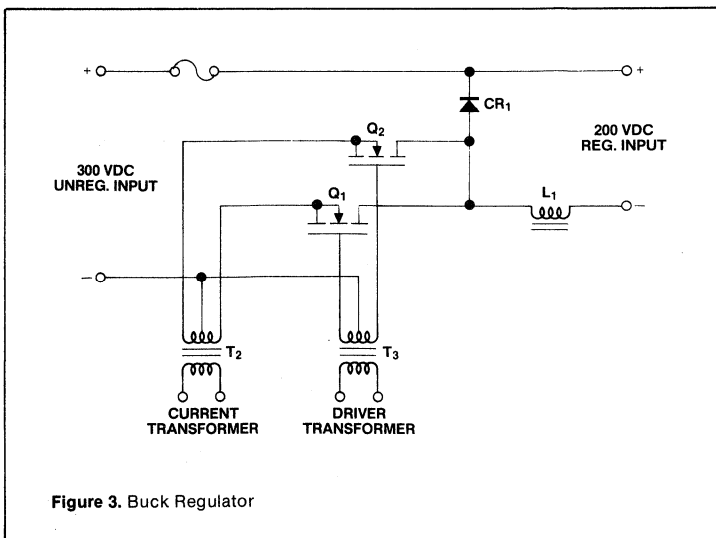 +
+
CR1
Q2
200 VDC
REG. INPUT
300 VDC
UNREG. INPUT
Q1
L1
–
–
T2
T3
CURRENT
TRANSFORMER
DRIVER
TRANSFORMER
Figure 3. Buck Regulator